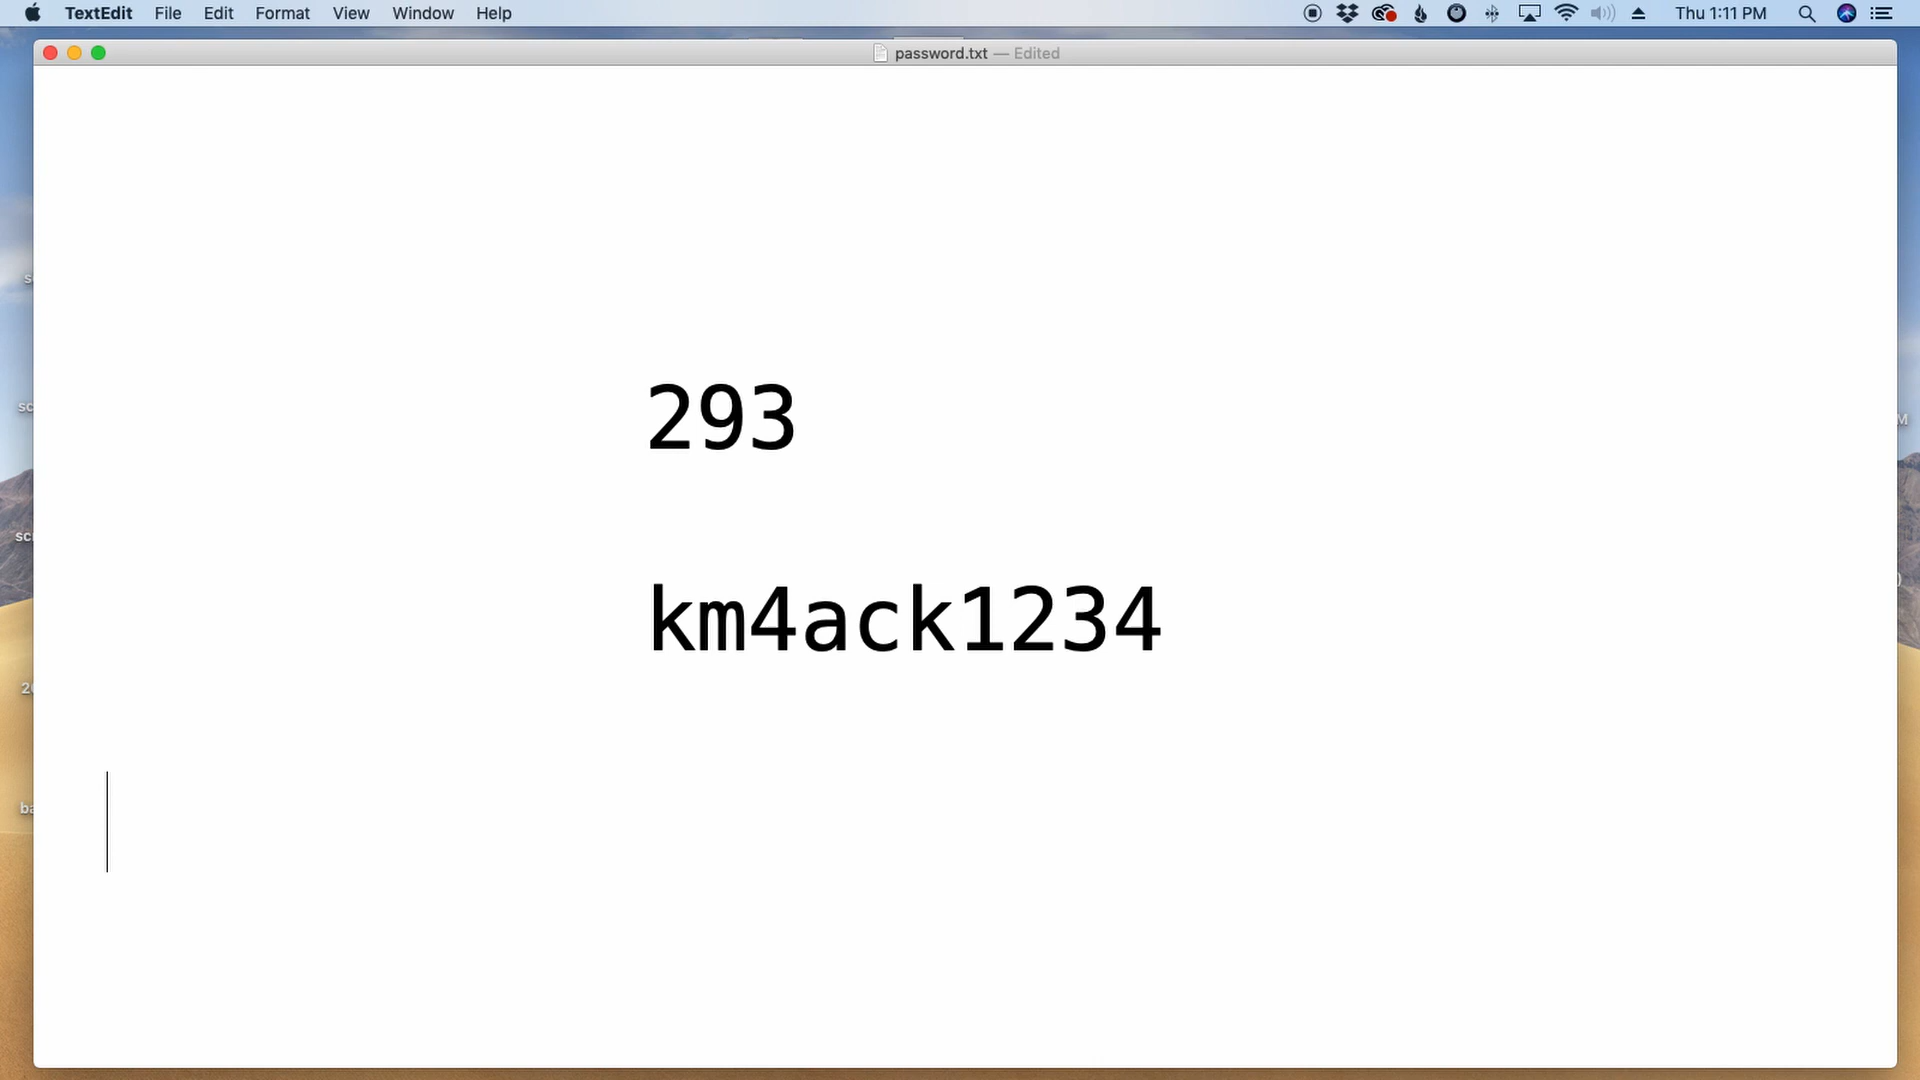 TextEdit File Edit Format View Window Help Thu 1:11 PM
password.txt — Edited
293
km4ack1234